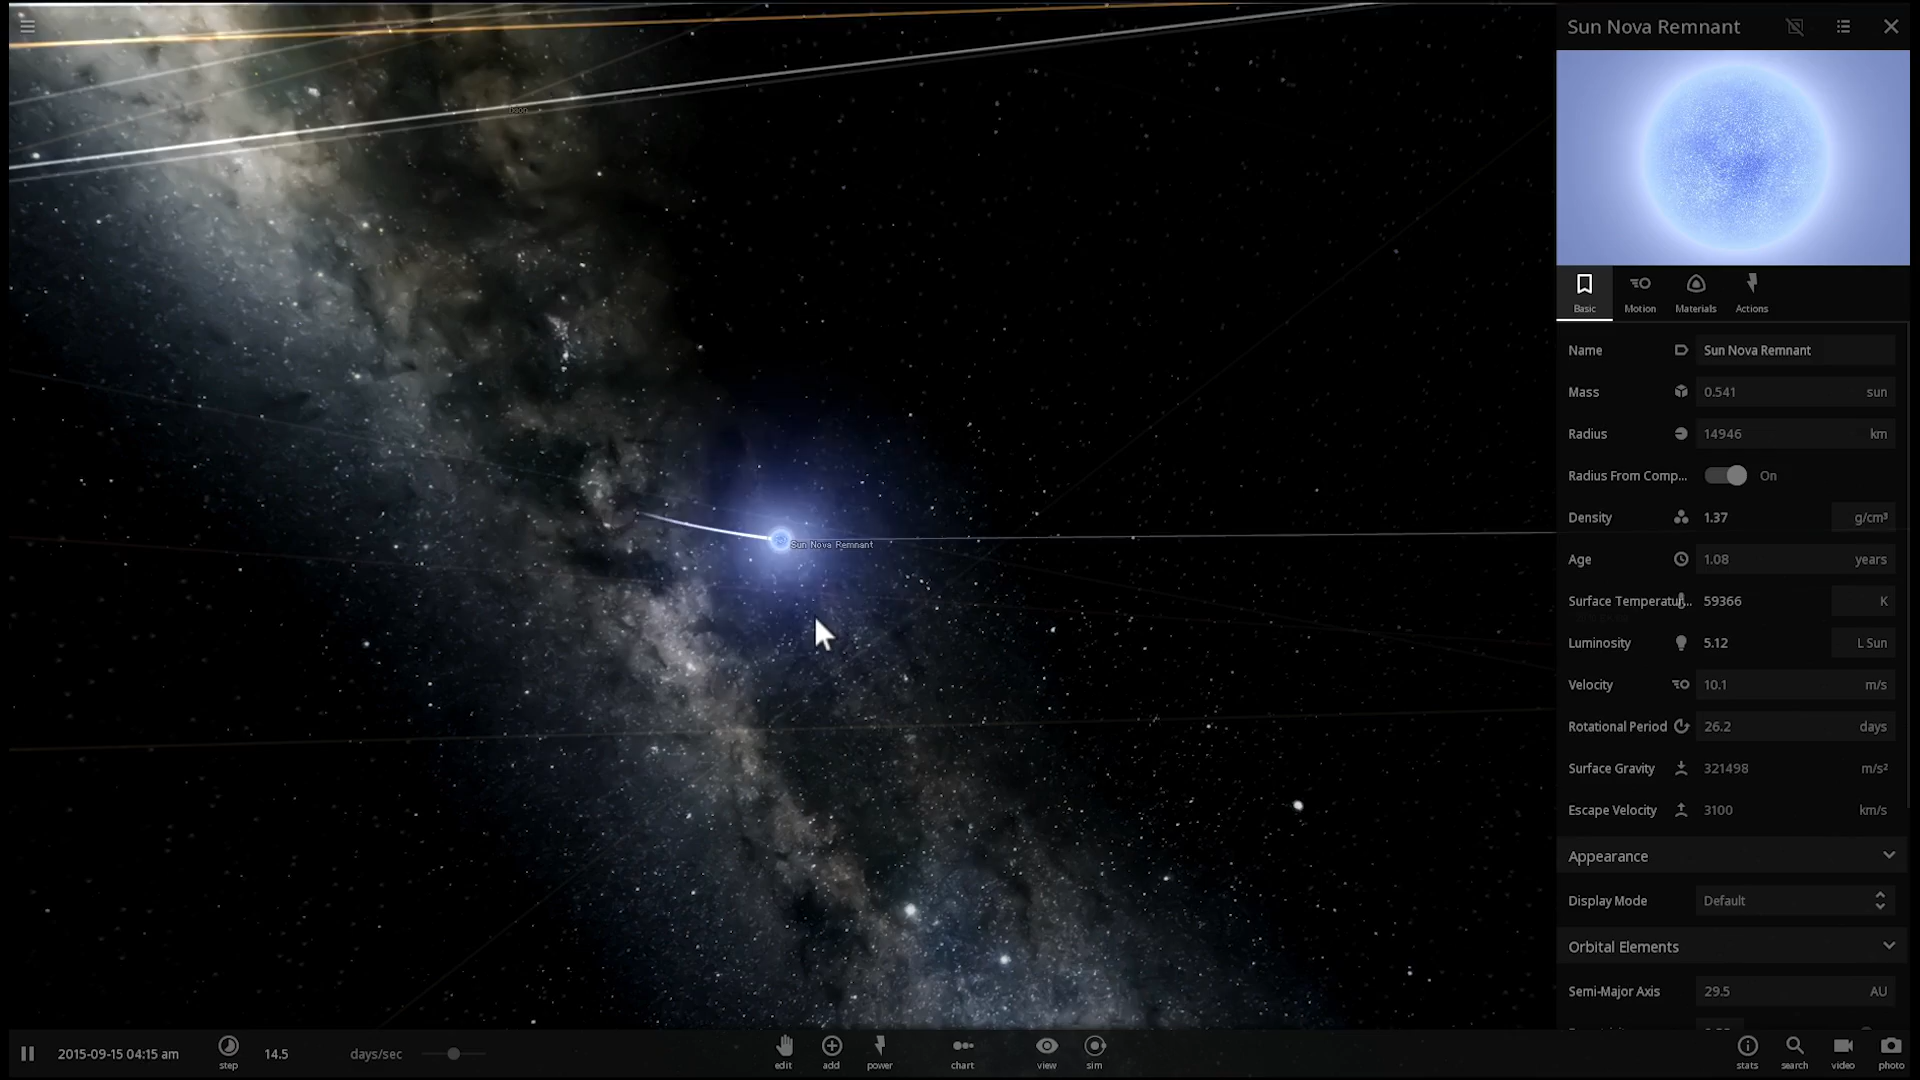 Sun Nova Remnant
Basic
Motion
Materials
Actions
Name
Sun Nova Remnant
Mass
0.541
sun
Radius
14946
km
Radius From Comp...
On
Density
1.37
g/cm³
Age
1.08
years
Surface Temperatur...
59366
K
Luminosity
5.12
L Sun
Velocity
10.1
m/s
Rotational Period
26.2
days
Surface Gravity
321498
m/s²
Escape Velocity
3100
km/s
Appearance
Display Mode
Default
Orbital Elements
Semi-Major Axis
29.5
AU
Sun Nova Remnant
2015-09-15 04:15 am
step
14.5
days/sec
edit
add
power
chart
view
sim
stats
search
video
photo